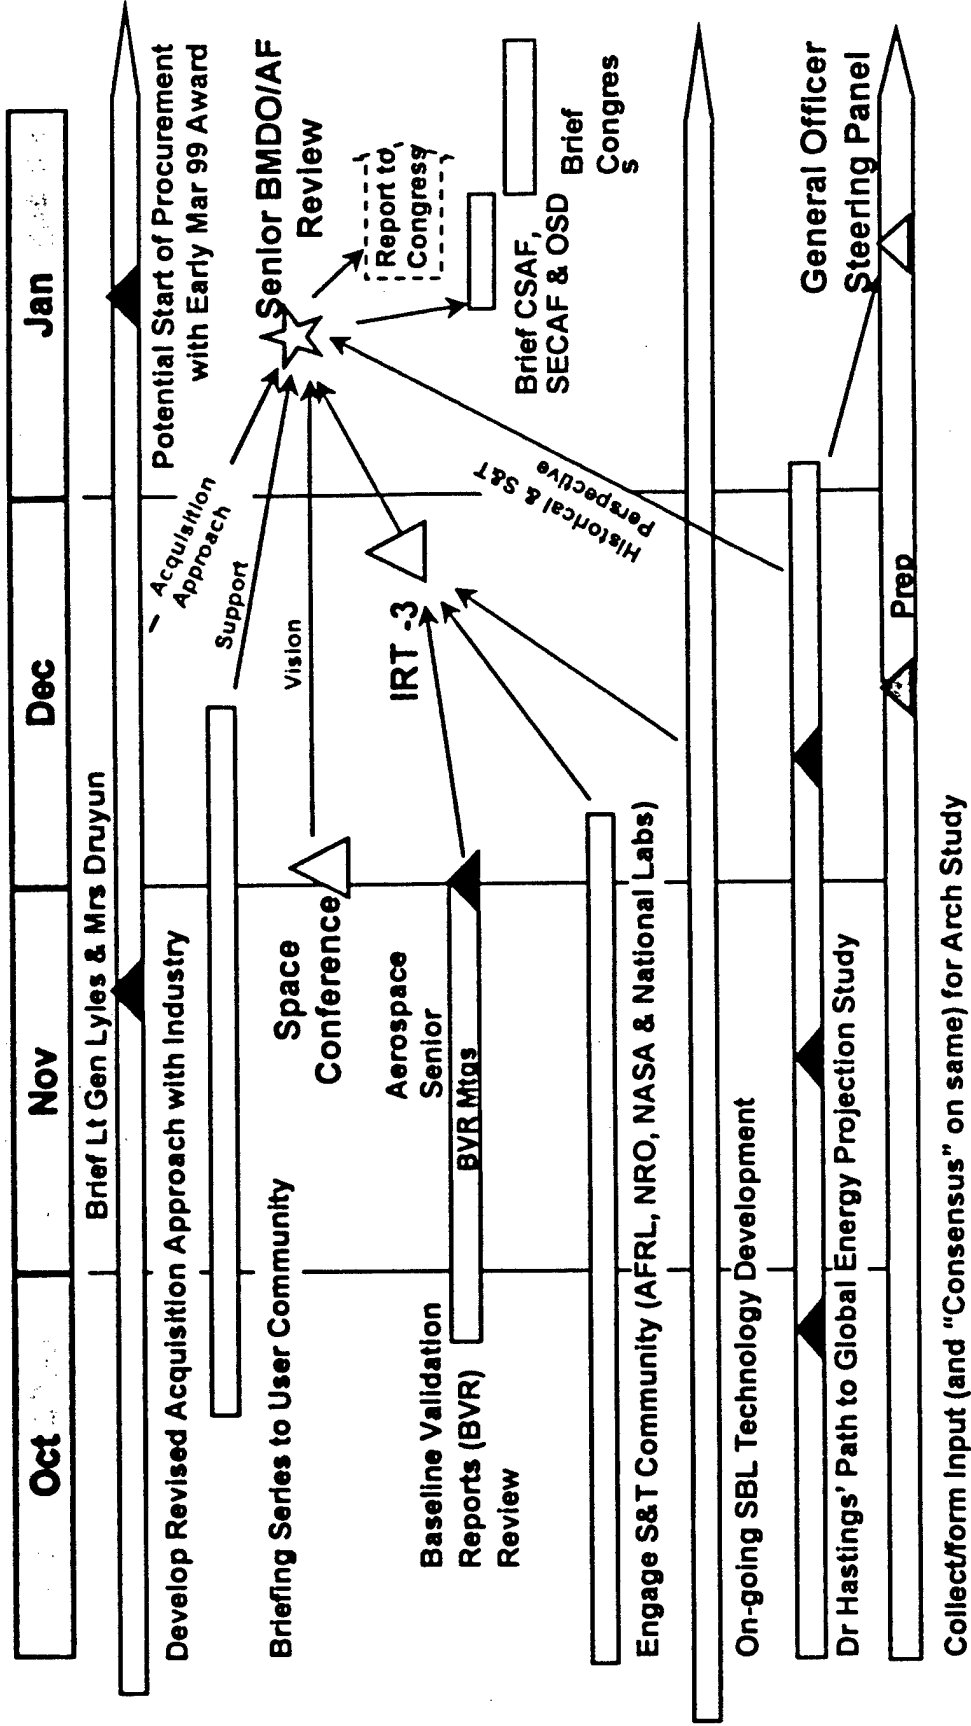 Oct
Nov
Dec
Jan
Brief Lt Gen Lyles & Mrs Druyun
Develop Revised Acquisition Approach with Industry
Potential Start of Procurement
with Early Mar 99 Award
Acquisition
Approach
Senior BMDO/AF
Review
Support
Briefing Series to User Community
Vision
Space
Conference
Report to
Congress
IRT -3
Aerospace
Senior
BVR Mtgs
Baseline Validation
Reports (BVR)
Review
Brief CSAF,
SECAF & OSD
Brief
Congres
s
Historical & S&T
Perspective
Engage S&T Community (AFRL, NRO, NASA & National Labs)
On-going SBL Technology Development
General Officer
Steering Panel
Dr Hastings' Path to Global Energy Projection Study
Prep
Collect/form Input (and "Consensus" on same) for Arch Study